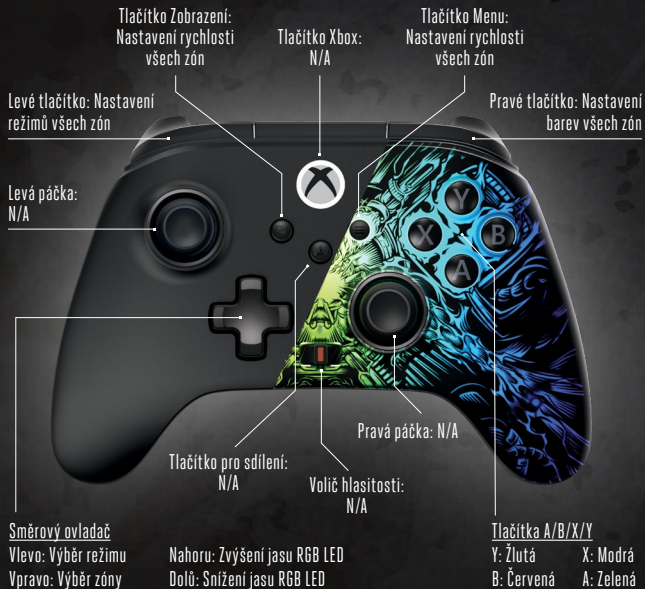 Tlačítko Zobrazení:
Nastavení rychlosti
všech zón
Tlačítko Xbox:
N/A
Tlačítko Menu:
Nastavení rychlosti
všech zón
Levé tlačítko: Nastavení
režimů všech zón
Pravé tlačítko: Nastavení
barev všech zón
Levá páčka:
N/A
Y
X
B
A
Pravá páčka: N/A
Tlačítko pro sdílení:
N/A
Volič hlasitosti:
N/A
Směrový ovladač
Vlevo: Výběr režimu
Vpravo: Výběr zóny
Nahoru: Zvýšení jasu RGB LED
Dolů: Snížení jasu RGB LED
Tlačítka A/B/X/Y
Y: Žlutá X: Modrá
B: Červená A: Zelená